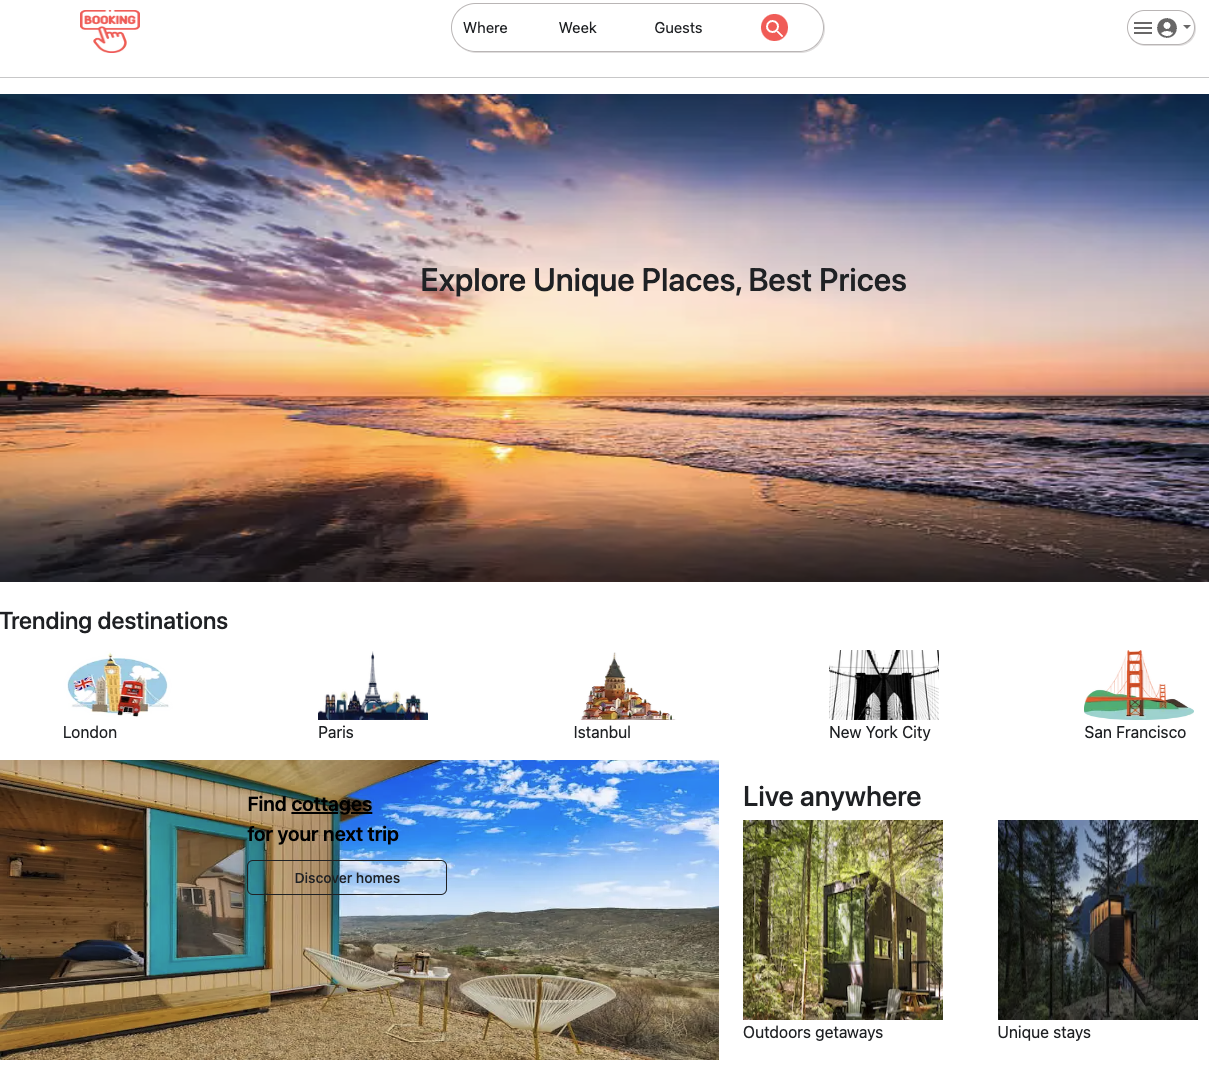 BOOKING
Where Week Guests
Explore Unique Places, Best Prices
Trending destinations
London
Paris
Istanbul
New York City
San Francisco
Find cottages
for your next trip
Discover homes
Live anywhere
Outdoors getaways
Unique stays